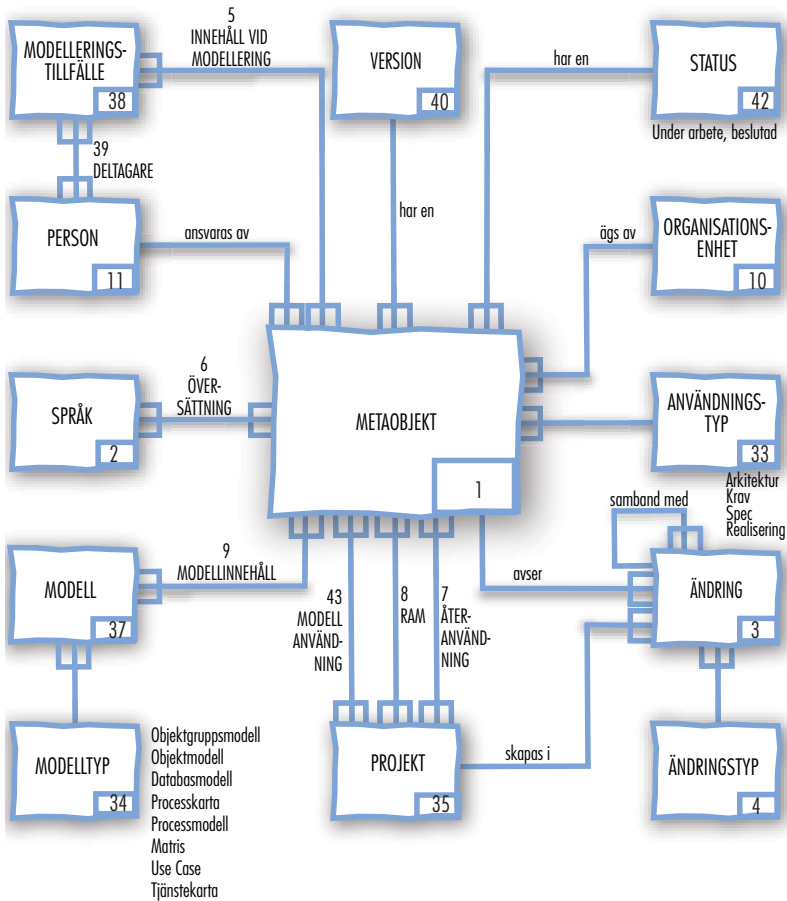 5
INNEHÅLL VID
MODELLERING
MODELLERINGS-
TILLFÄLLE
38
VERSION
40
har en
STATUS
42
Under arbete, beslutad
39
DELTAGARE
PERSON
11
ansvaras av
har en
ägs av
ORGANISATIONS-
ENHET
10
SPRÅK
2
6
ÖVER-
SÄTTNING
METAOBJEKT
1
ANVÄNDNINGS-
TYP
33
Arkitektur
Krav
Spec
Realisering
samband med
MODELL
37
9
MODELLINNEHÅLL
43
MODELL
ANVÄND-
NING
8
RAM
7
ÅTER-
ANVÄND-
NING
avser
ÄNDRING
3
MODELLTYP
34
Objektgruppsmodell
Objektmodell
Databasmodell
Processkarta
Processmodell
Matris
Use Case
Tjänstekarta
PROJEKT
35
skapas i
ÄNDRINGSTYP
4